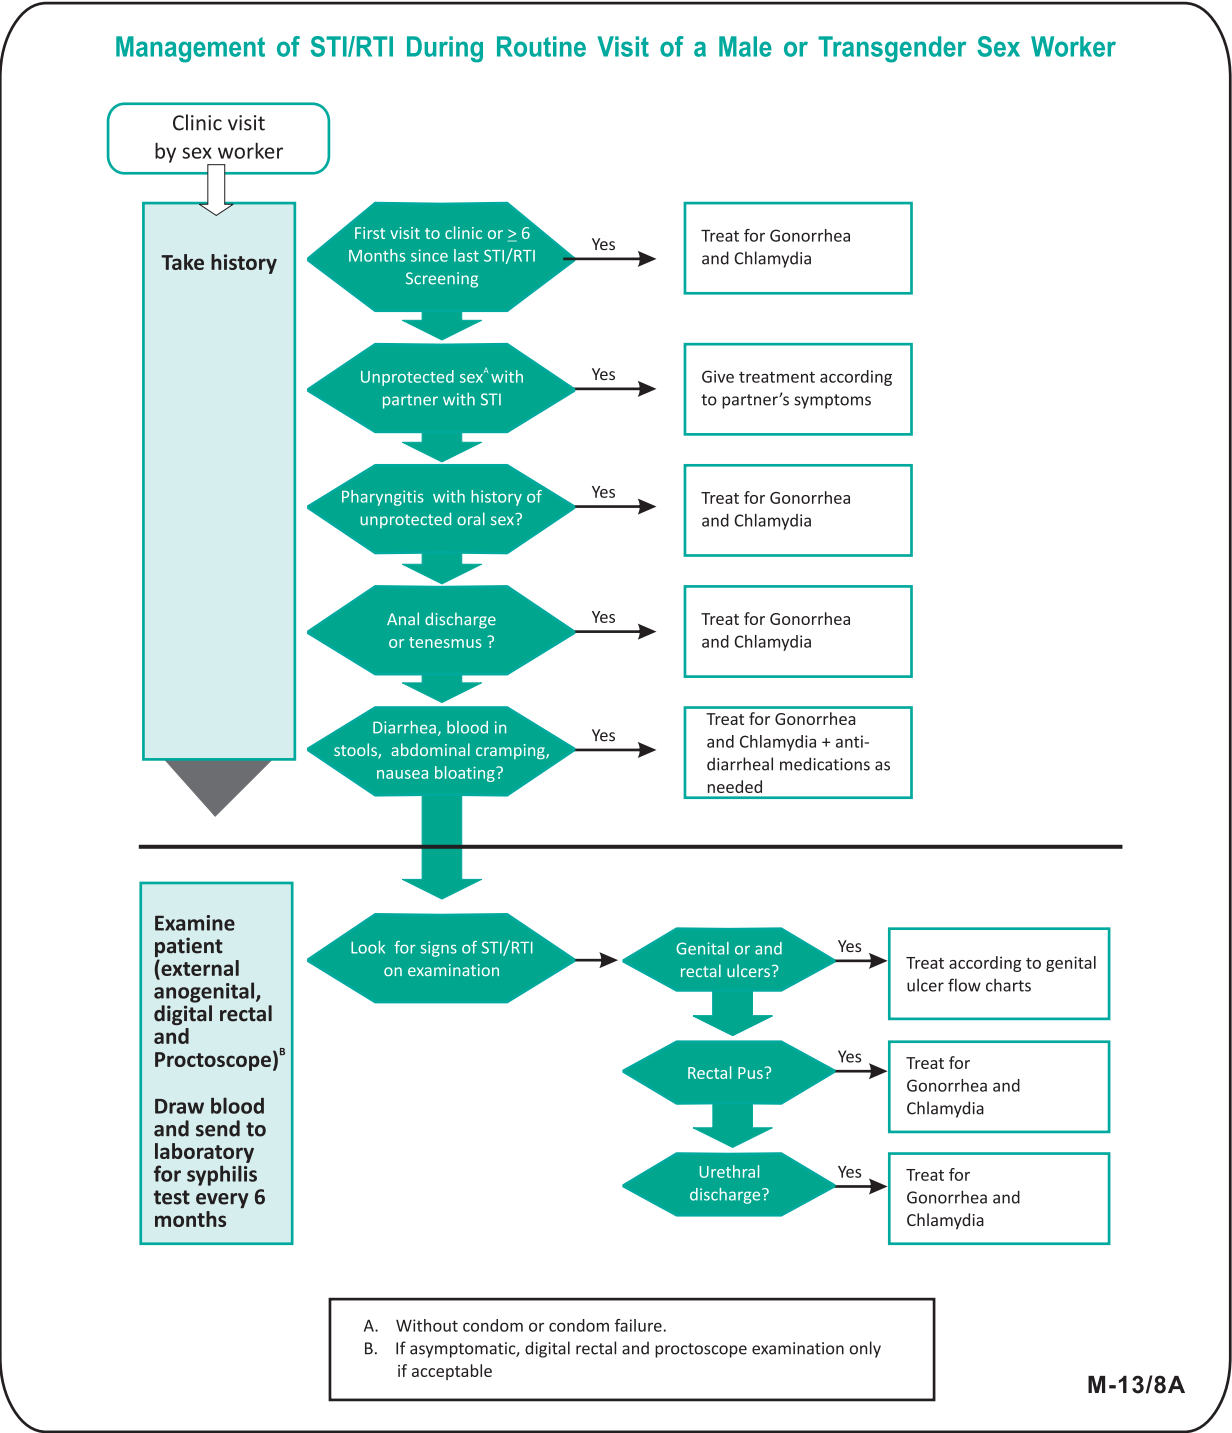 Management of STI/RTI During Routine Visit of a Male or Transgender Sex Worker
Clinic visit
by sex worker
Take history
First visit to clinic or ≥ 6
Months since last STI/RTI
Screening
Yes
Treat for Gonorrhea
and Chlamydia
Unprotected sexᴬ with
partner with STI
Yes
Give treatment according
to partner’s symptoms
Pharyngitis with history of
unprotected oral sex?
Yes
Treat for Gonorrhea
and Chlamydia
Anal discharge
or tenesmus ?
Yes
Treat for Gonorrhea
and Chlamydia
Diarrhea, blood in
stools, abdominal cramping,
nausea bloating?
Yes
Treat for Gonorrhea
and Chlamydia + anti-
diarrheal medications as
needed
Examine
patient
(external
anogenital,
digital rectal
and
Proctoscope)ᴮ
Draw blood
and send to
laboratory
for syphilis
test every 6
months
Look for signs of STI/RTI
on examination
Genital or and
rectal ulcers?
Yes
Treat according to genital
ulcer flow charts
Rectal Pus?
Yes
Treat for
Gonorrhea and
Chlamydia
Urethral
discharge?
Yes
Treat for
Gonorrhea and
Chlamydia
A. Without condom or condom failure.
B. If asymptomatic, digital rectal and proctoscope examination only
if acceptable
M-13/8A